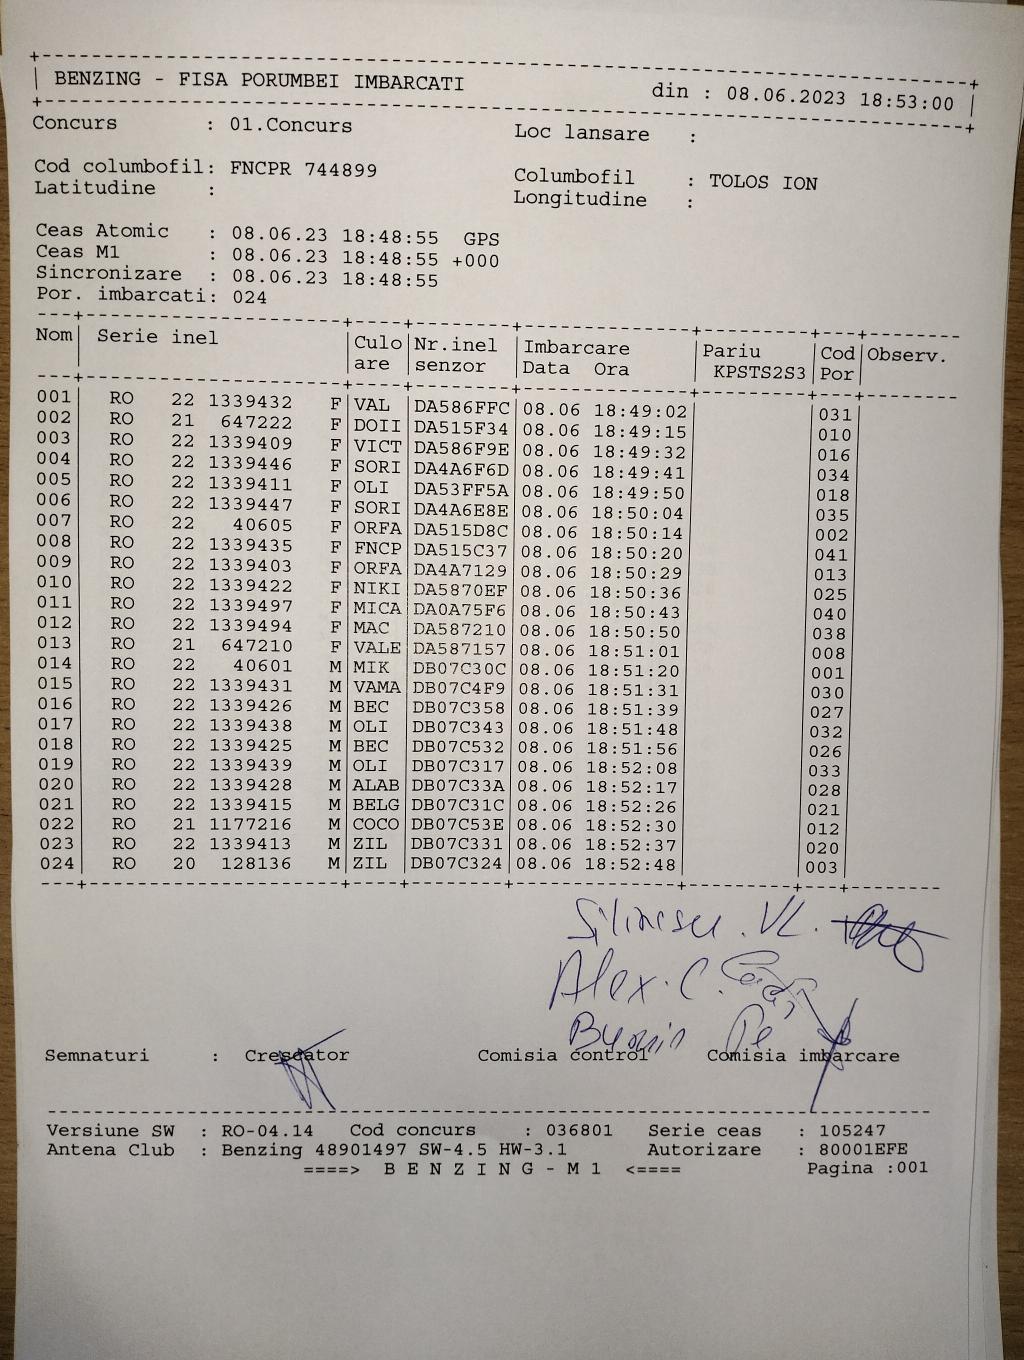 BENZING - FISA PORUMBEI IMBARCATI din : 08.06.2023 18:53:00
Concurs : 01.Concurs Loc lansare :
Cod columbofil: FNCPR 744899 Columbofil : TOLOS ION
Latitudine : Longitudine :
Ceas Atomic : 08.06.23 18:48:55 GPS
Ceas M1 : 08.06.23 18:48:55 +000
Sincronizare : 08.06.23 18:48:55
Por. imbarcati: 024
Nom Serie inel Culo Nr.inel Imbarcare Pariu Cod Observ.
are senzor Data Ora KPSTS2S3 Por
001 RO 22 1339432 F VAL DA586FFC 08.06 18:49:02 031
002 RO 21 647222 F DOII DA515F34 08.06 18:49:15 010
003 RO 22 1339409 F VICT DA586F9E 08.06 18:49:32 016
004 RO 22 1339446 F SORI DA4A6F6D 08.06 18:49:41 034
005 RO 22 1339411 F OLI DA53FF5A 08.06 18:49:50 018
006 RO 22 1339447 F SORI DA4A6E8E 08.06 18:50:04 035
007 RO 22 40605 F ORFA DA515D8C 08.06 18:50:14 002
008 RO 22 1339435 F FNCP DA515C37 08.06 18:50:20 041
009 RO 22 1339403 F ORFA DA4A7129 08.06 18:50:29 013
010 RO 22 1339422 F NIKI DA5870EF 08.06 18:50:36 025
011 RO 22 1339497 F MICA DA0A75F6 08.06 18:50:43 040
012 RO 22 1339494 F MAC DA587210 08.06 18:50:50 038
013 RO 21 647210 F VALE DA587157 08.06 18:51:01 008
014 RO 22 40601 M MIK DB07C30C 08.06 18:51:20 001
015 RO 22 1339431 M VAMA DB07C4F9 08.06 18:51:31 030
016 RO 22 1339426 M BEC DB07C358 08.06 18:51:39 027
017 RO 22 1339438 M OLI DB07C343 08.06 18:51:48 032
018 RO 22 1339425 M BEC DB07C532 08.06 18:51:56 026
019 RO 22 1339439 M OLI DB07C317 08.06 18:52:08 033
020 RO 22 1339428 M ALAB DB07C33A 08.06 18:52:17 028
021 RO 22 1339415 M BELG DB07C31C 08.06 18:52:26 021
022 RO 21 1177216 M COCO DB07C53E 08.06 18:52:30 012
023 RO 22 1339413 M ZIL DB07C331 08.06 18:52:37 020
024 RO 20 128136 M ZIL DB07C324 08.06 18:52:48 003
Alex. C.
Semnaturi : Crescator Comisia control Comisia imbarcare
Versiune SW : RO-04.14 Cod concurs : 036801 Serie ceas : 105247
Antena Club : Benzing 48901497 SW-4.5 HW-3.1 Autorizare : 80001EFE
====> B E N Z I N G - M 1 <==== Pagina :001